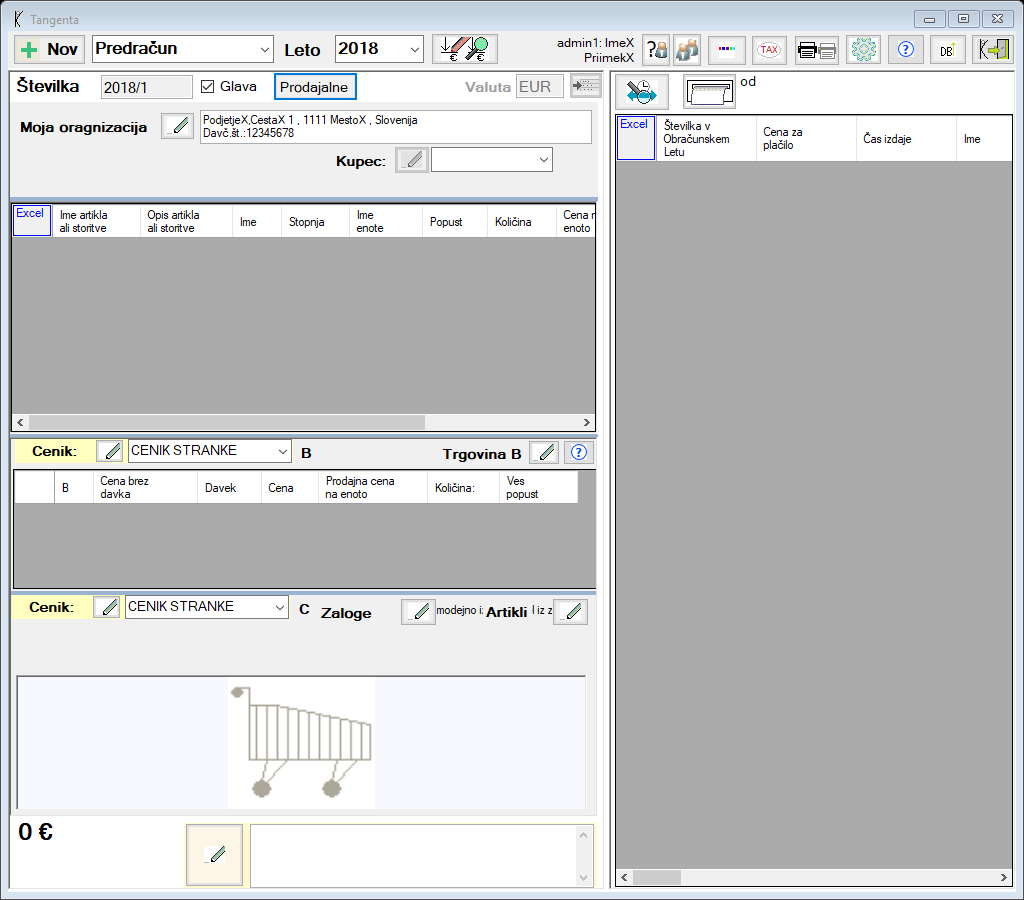 Tangenta
Nov Predračun Leto 2018
admin1: ImeX
PriimekX
TAX
?
DB
Številka 2018/1 Glava Prodajalne Valuta EUR
Moja oragnizacija
PodjetjeX,CestaX 1 , 1111 MestoX , Slovenija
Davč.št.:12345678
Kupec:
Excel
Ime artikla
ali storitve
Opis artikla
ali storitve
Ime
Stopnja
Ime
enote
Popust
Količina
Cena n
enoto
Cenik: CENIK STRANKE B Trgovina B ?
B
Cena brez
davka
Davek
Cena
Prodajna cena
na enoto
Količina:
Ves
popust
Cenik: CENIK STRANKE C Zaloge modejno i: Artikli l iz z
0 €
od
Excel
Številka v
Obračunskem
Letu
Cena za
plačilo
Čas izdaje
Ime